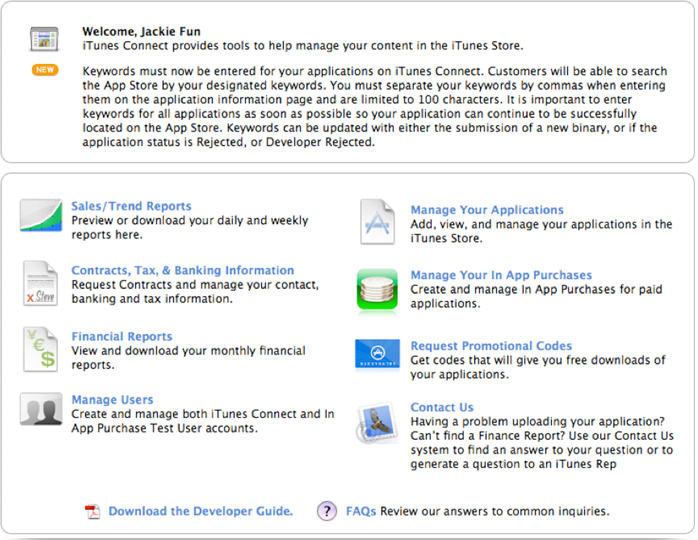 Welcome, Jackie Fun
iTunes Connect provides tools to help manage your content in the iTunes Store.
NEW
Keywords must now be entered for your applications on iTunes Connect. Customers will be able to search
the App Store by your designated keywords. You must separate your keywords by commas when entering
them on the application information page and are limited to 100 characters. It is important to enter
keywords for all applications as soon as possible so your application can continue to be successfully
located on the App Store. Keywords can be updated with either the submission of a new binary, or if the
application status is Rejected, or Developer Rejected.
Sales/Trend Reports
Preview or download your daily and weekly
reports here.
Contracts, Tax, & Banking Information
Request Contracts and manage your contact,
banking and tax information.
X Steve
Financial Reports
View and download your monthly financial
reports.
¥
€
$
Manage Users
Create and manage both iTunes Connect and In
App Purchase Test User accounts.
Manage Your Applications
Add, view, and manage your applications in the
iTunes Store.
Manage Your In App Purchases
Create and manage In App Purchases for paid
applications.
Request Promotional Codes
Get codes that will give you free downloads of
your applications.
Contact Us
Having a problem uploading your application?
Can't find a Finance Report? Use our Contact Us
system to find an answer to your question or to
generate a question to an iTunes Rep
Download the Developer Guide.
? FAQs Review our answers to common inquiries.